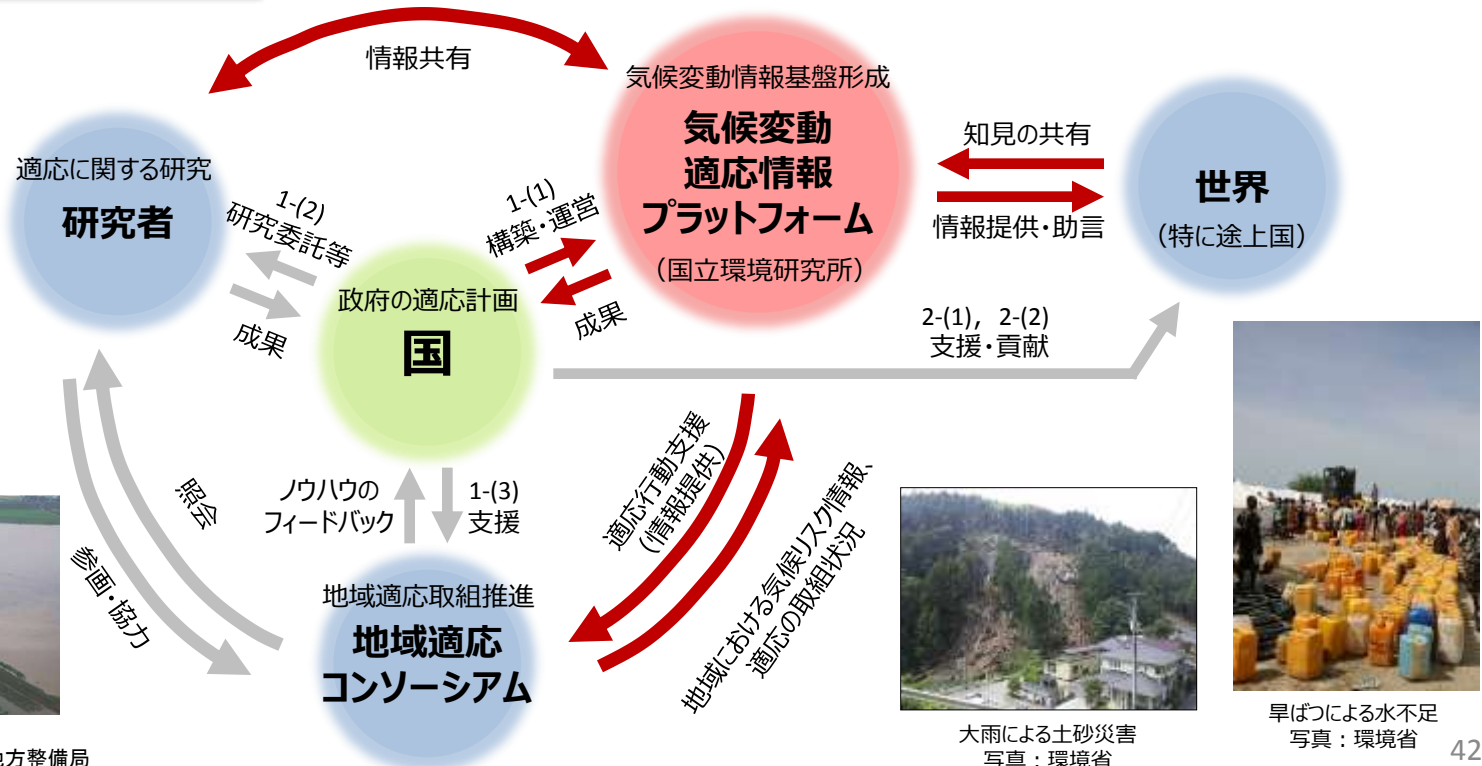 情報共有
気候変動情報基盤形成
気候変動
適応情報
プラットフォーム
(国立環境研究所)
知見の共有
情報提供・助言
世界
(特に途上国)
適応に関する研究
研究者
1-(2)
研究委託等
成果
1-(1)
構築・運営
成果
政府の適応計画
国
2-(1), 2-(2)
支援・貢献
照会
参画・協力
ノウハウの
フィードバック
1-(3)
支援
適応行動支援
(情報提供)
地域における気候リスク情報、
適応の取組状況
地域適応取組推進
地域適応
コンソーシアム
大雨による土砂災害
写真:環境省
旱ばつによる水不足
写真:環境省
地方整備局
42